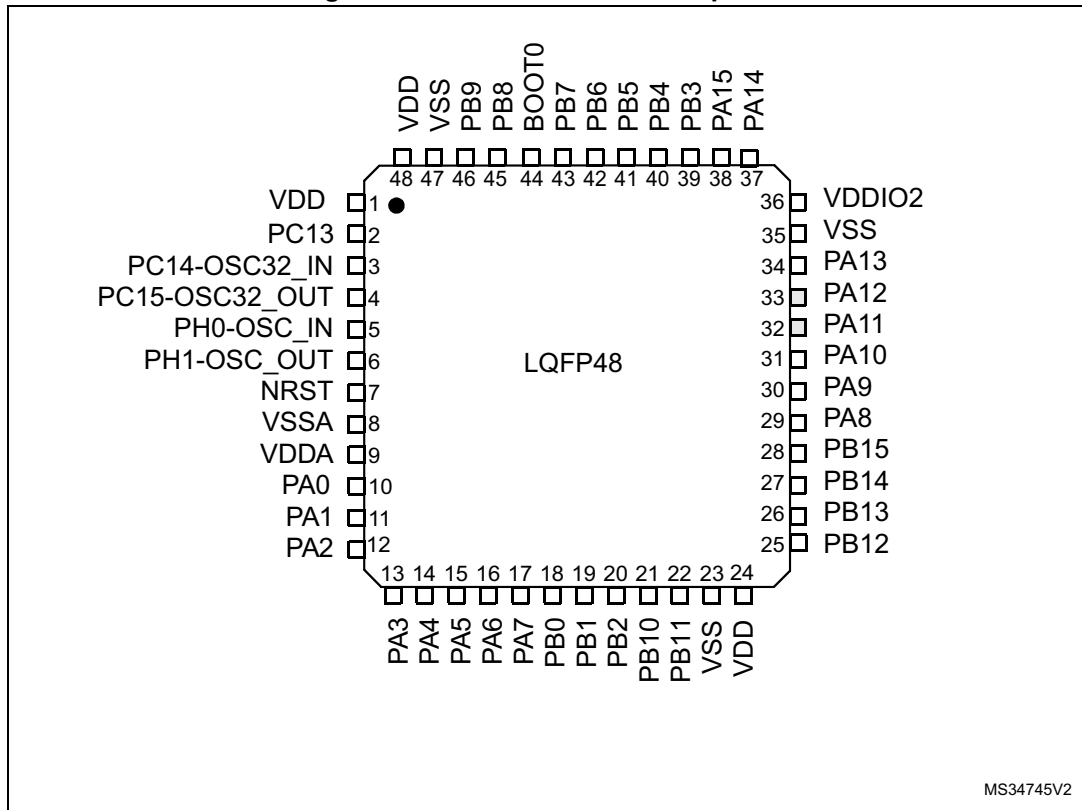 VDD
VSS
PB9
PB8
BOOT0
PB7
PB6
PB5
PB4
PB3
PA15
PA14
48 47 46 45 44 43 42 41 40 39 38 37
VDD 1
PC13 2
PC14-OSC32_IN 3
PC15-OSC32_OUT 4
PH0-OSC_IN 5
PH1-OSC_OUT 6
NRST 7
VSSA 8
VDDA 9
PA0 10
PA1 11
PA2 12
LQFP48
36 VDDIO2
35 VSS
34 PA13
33 PA12
32 PA11
31 PA10
30 PA9
29 PA8
28 PB15
27 PB14
26 PB13
25 PB12
13 14 15 16 17 18 19 20 21 22 23 24
PA3
PA4
PA5
PA6
PA7
PB0
PB1
PB2
PB10
PB11
VSS
VDD
MS34745V2